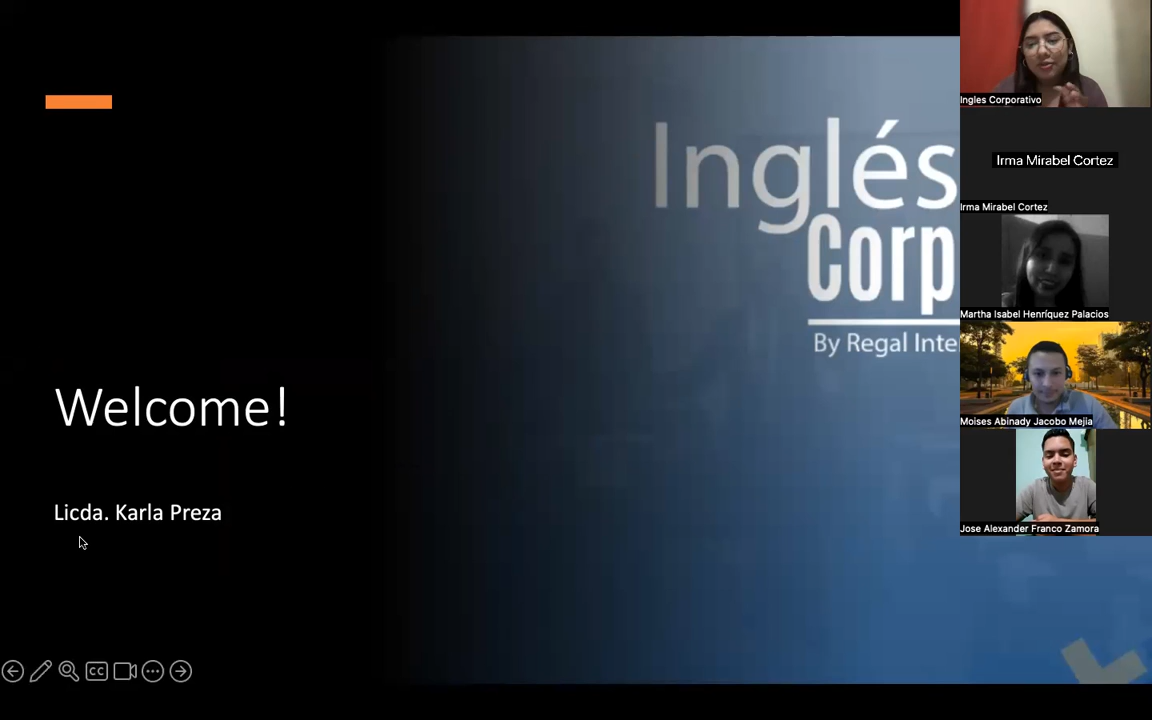 Inglés
Corp
By Regal Inte
Welcome!
Licda. Karla Preza
CC
Ingles Corporativo
Irma Mirabel Cortez
Irma Mirabel Cortez
Martha Isabel Henríquez Palacios
Moises Abinady Jacobo Mejia
Jose Alexander Franco Zamora